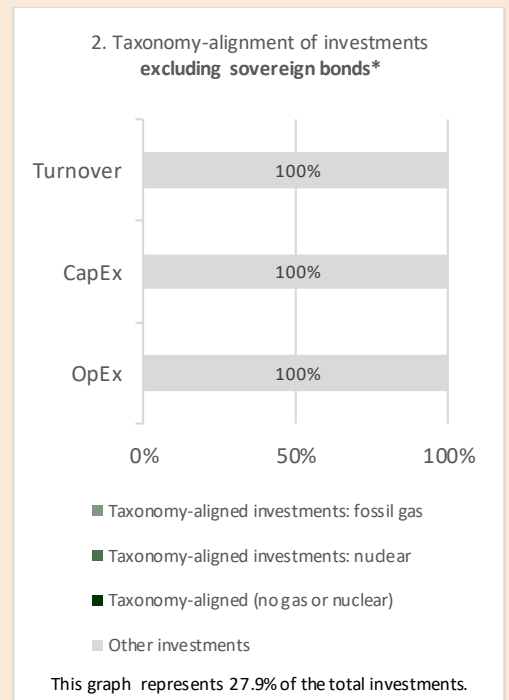 2. Taxonomy-alignment of investments
excluding sovereign bonds*
Turnover
100%
CapEx
100%
OpEx
100%
0% 50% 100%
Taxonomy-aligned investments: fossil gas
Taxonomy-aligned investments: nuclear
Taxonomy-aligned (no gas or nuclear)
Other investments
This graph represents 27.9% of the total investments.